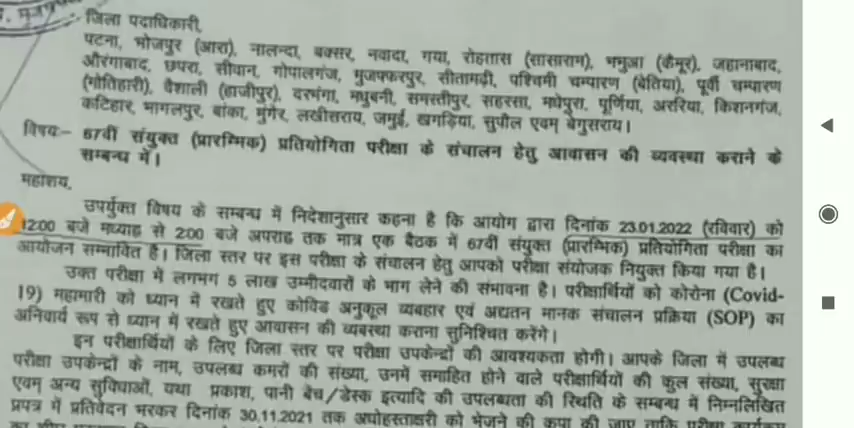 जिला पदाधिकारी,
पटना, भोजपुर (आरा), नालन्दा, बक्सर, नवादा, गया, रोहतास (सासाराम), भभुआ (कैमूर), जहानाबाद,
औरंगाबाद, छपरा, सीवान, गोपालगंज, मुजफ्फरपुर, सीतामढ़ी, पश्चिमी चम्पारण (बेतिया), पूर्वी चम्पारण
(मोतिहारी), वैशाली (हाजीपुर), दरभंगा, मधुबनी, समस्तीपुर, सहरसा, मधेपुरा, पूर्णिया, अररिया, किशनगंज,
कटिहार, भागलपुर, बांका, मुंगेर, लखीसराय, जमुई, खगड़िया, सुपौल एवम् बेगुसराय।
विषयः- 67वीं संयुक्त (प्रारम्भिक) प्रतियोगिता परीक्षा के संचालन हेतु आवासन की व्यवस्था कराने के
सम्बन्ध में।
महाशय,
उपर्युक्त विषय के सम्बन्ध में निदेशानुसार कहना है कि आयोग द्वारा दिनांक 23.01.2022 (रविवार) को
12:00 बजे मध्याह्न से 2:00 बजे अपराह्न तक मात्र एक बैठक में 67वीं संयुक्त (प्रारम्भिक) प्रतियोगिता परीक्षा का
आयोजन सम्भावित है। जिला स्तर पर इस परीक्षा के संचालन हेतु आपको परीक्षा संयोजक नियुक्त किया गया है।
उक्त परीक्षा में लगभग 5 लाख उम्मीदवारों के भाग लेने की संभावना है। परीक्षार्थियों को कोरोना (Covid-
19) महामारी को ध्यान में रखते हुए कोविड अनुकूल व्यवहार एवं अद्यतन मानक संचालन प्रक्रिया (SOP) का
अनिवार्य रूप से ध्यान में रखते हुए आवासन की व्यवस्था कराना सुनिश्चित करेंगे।
इन परीक्षार्थियों के लिए जिला स्तर पर परीक्षा उपकेन्द्रों की आवश्यकता होगी। आपके जिला में उपलब्ध
परीक्षा उपकेन्द्रों के नाम, उपलब्ध कमरों की संख्या, उनमें समाहित होने वाले परीक्षार्थियों की कुल संख्या, सुरक्षा
एवम् अन्य सुविधाओं, यथा प्रकाश, पानी बेंच/डेस्क इत्यादि की उपलब्धता की स्थिति के सम्बन्ध में निम्नलिखित
प्रपत्र में प्रतिवेदन भरकर दिनांक 30.11.2021 तक अधोहस्ताक्षरी को भेजने की कृपा की जाए ताकि परीक्षा कार्यक्रम